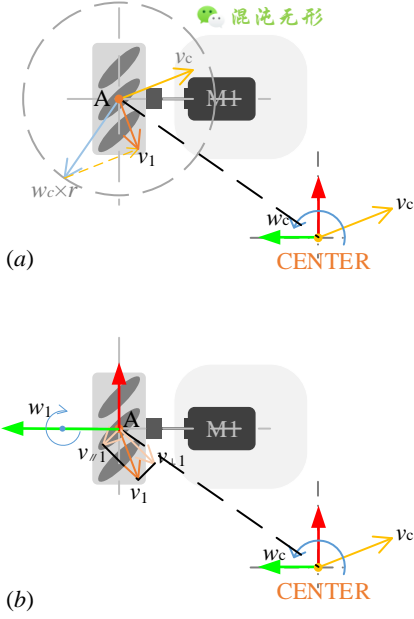 混沌无形
v_c
A
M1
v_1
w_c×r
w_c
v_c
(a)
CENTER
w_1
A
M1
v_//1
v_⊥1
v_1
v_c
w_c
CENTER
(b)